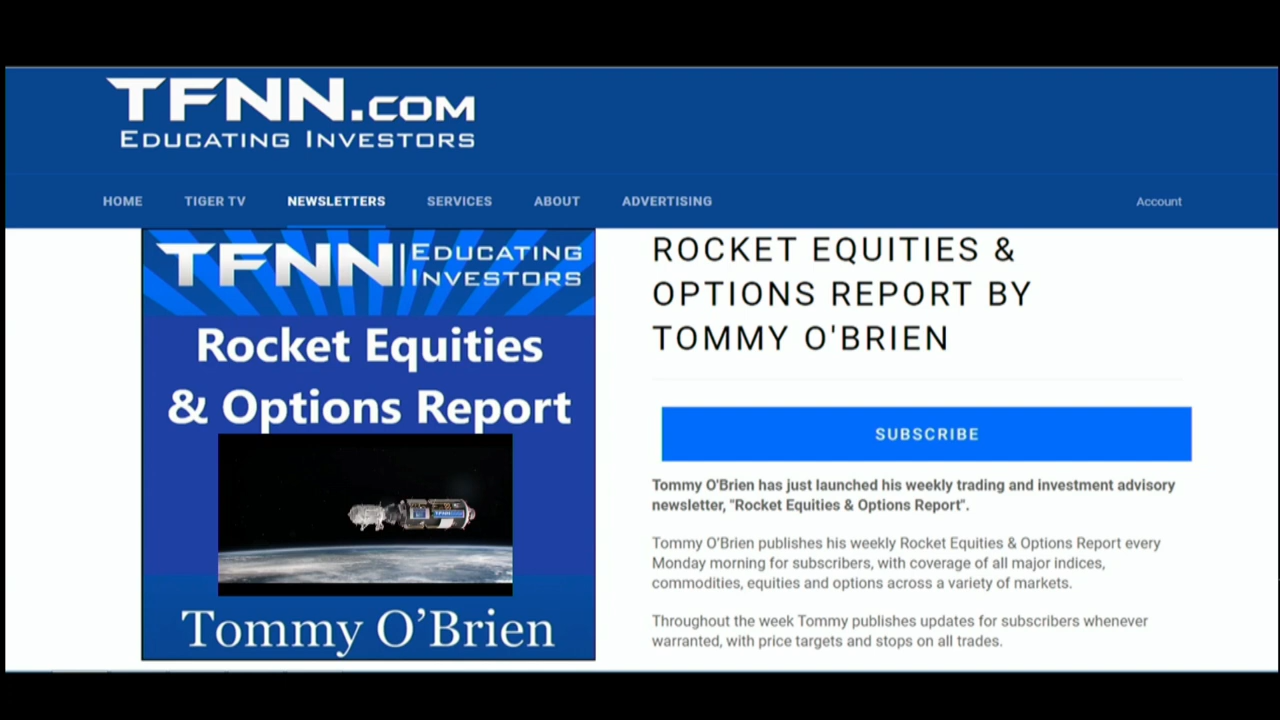 TFNN.COM
EDUCATING INVESTORS
HOME TIGER TV NEWSLETTERS SERVICES ABOUT ADVERTISING Account
TFNN EDUCATING
INVESTORS
Rocket Equities
& Options Report
TFNN
Tommy O’Brien
ROCKET EQUITIES &
OPTIONS REPORT BY
TOMMY O'BRIEN
SUBSCRIBE
Tommy O'Brien has just launched his weekly trading and investment advisory
newsletter, "Rocket Equities & Options Report".
Tommy O’Brien publishes his weekly Rocket Equities & Options Report every
Monday morning for subscribers, with coverage of all major indices,
commodities, equities and options across a variety of markets.
Throughout the week Tommy publishes updates for subscribers whenever
warranted, with price targets and stops on all trades.